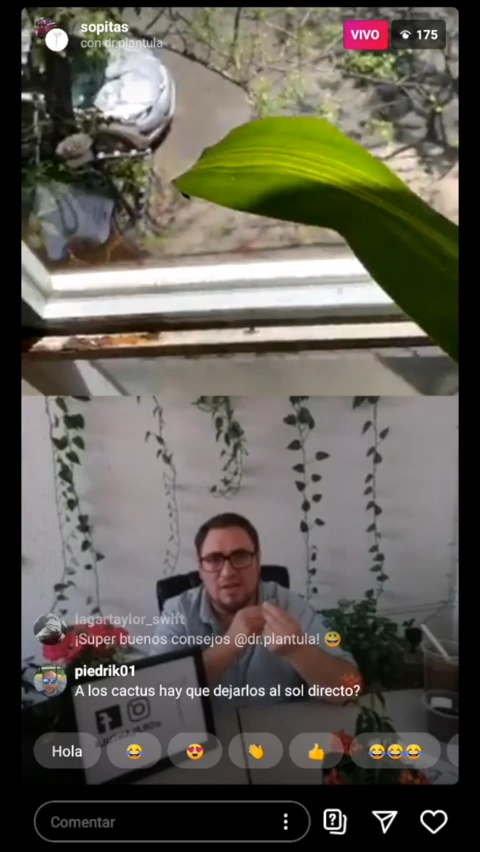 sopitas
con dr.plantula
VIVO
175
lagartaylor_swift
¡Super buenos consejos @dr.plantula! 😀
piedrik01
A los cactus hay que dejarlos al sol directo?
Hola
😂
😍
👏
👍
😂😂😂
Comentar